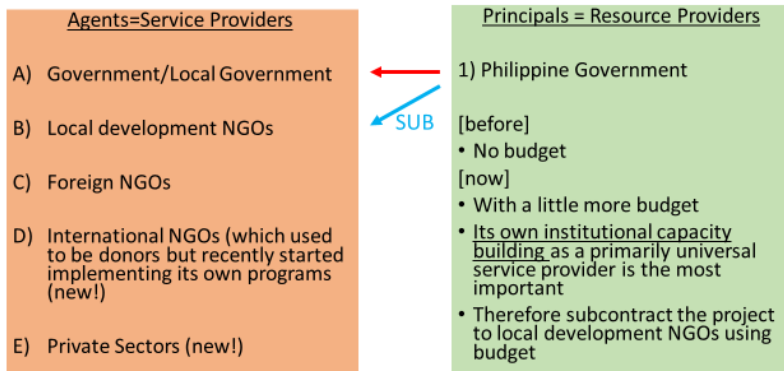 Agents=Service Providers
A) Government/Local Government
B) Local development NGOs
C) Foreign NGOs
D) International NGOs (which used
to be donors but recently started
implementing its own programs
(new!)
E) Private Sectors (new!)
SUB
Principals = Resource Providers
1) Philippine Government
[before]
• No budget
[now]
• With a little more budget
• Its own institutional capacity
building as a primarily universal
service provider is the most
important
• Therefore subcontract the project
to local development NGOs using
budget